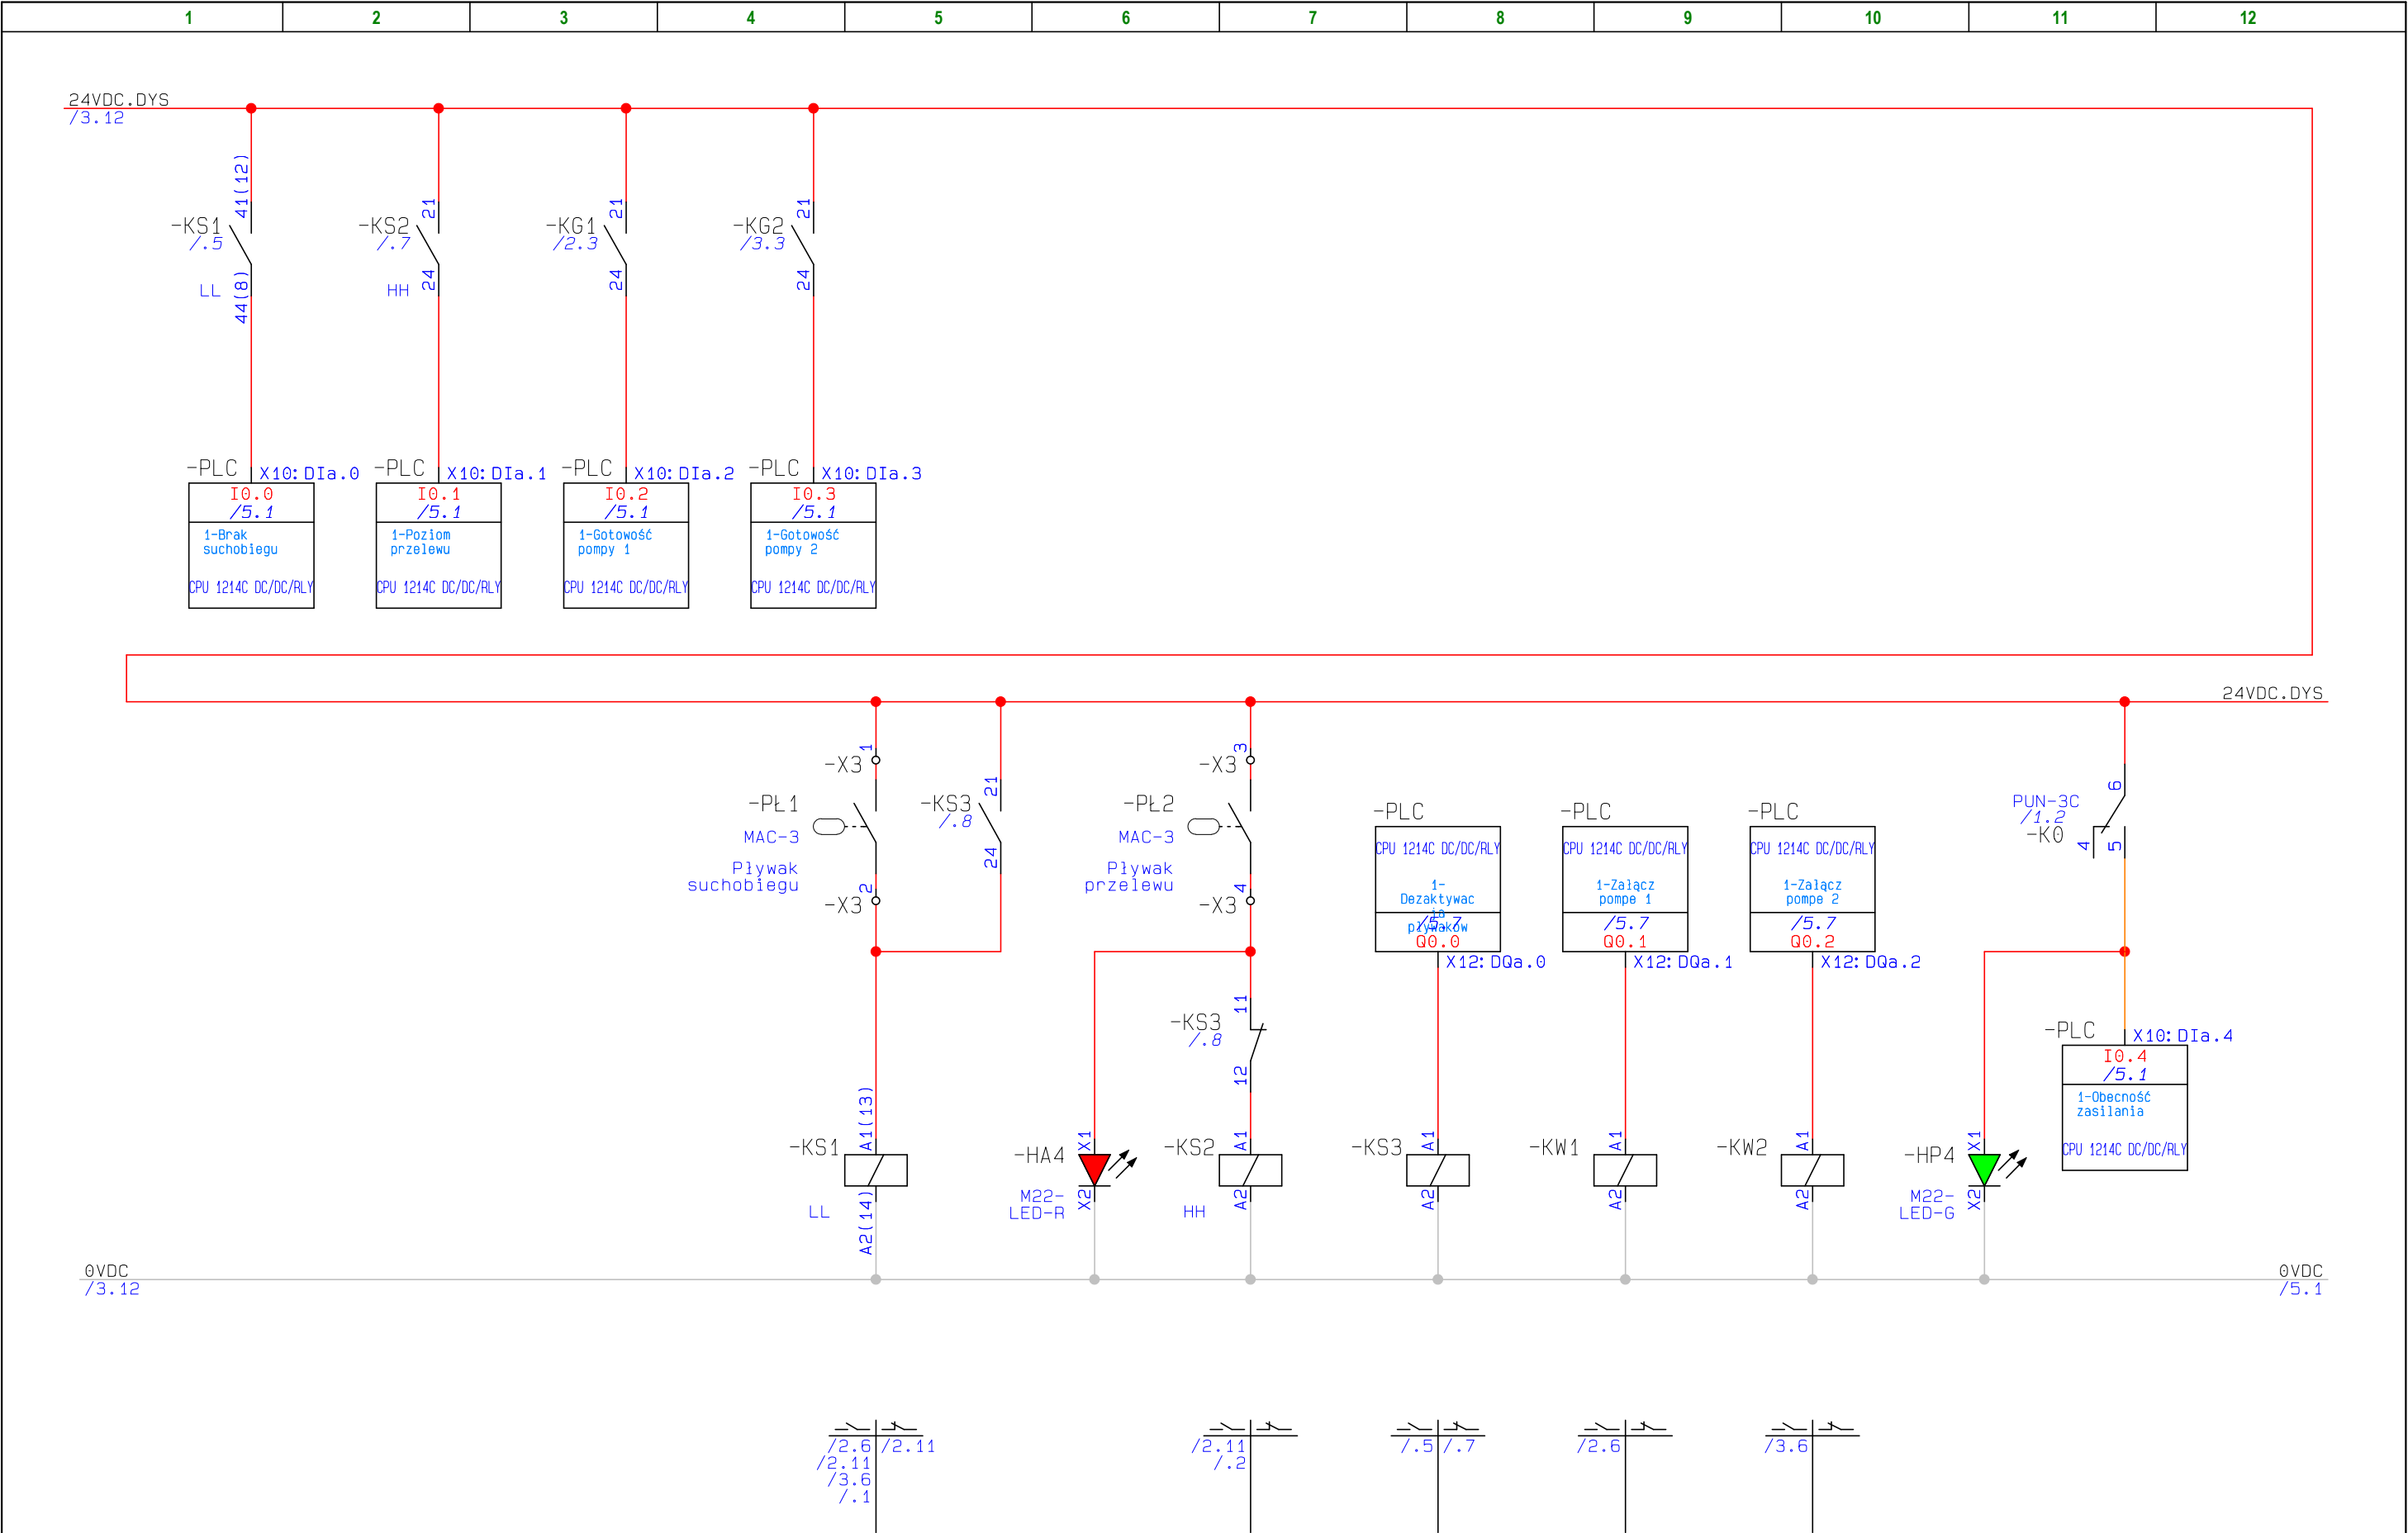 1 2 3 4 5 6 7 8 9 10 11 12
24VDC.DYS
/3.12
41(12)
-KS1
/.5
LL
44(8)
21
-KS2
/.7
HH
24
21
-KG1
/2.3
24
21
-KG2
/3.3
24
-PLC X10:DIa.0
I0.0
/5.1
1-Brak
suchobiegu
CPU 1214C DC/DC/RLY
-PLC X10:DIa.1
I0.1
/5.1
1-Poziom
przelewu
CPU 1214C DC/DC/RLY
-PLC X10:DIa.2
I0.2
/5.1
1-Gotowość
pompy 1
CPU 1214C DC/DC/RLY
-PLC X10:DIa.3
I0.3
/5.1
1-Gotowość
pompy 2
CPU 1214C DC/DC/RLY
24VDC.DYS
1
-X3
-PŁ1
MAC-3
Pływak
suchobiegu
2
-X3
21
-KS3
/.8
24
3
-X3
-PŁ2
MAC-3
Pływak
przelewu
4
-X3
-PLC
CPU 1214C DC/DC/RLY
1-
Dezaktywac
ja
/5.7
pływaków
Q0.0
X12:DQa.0
-PLC
CPU 1214C DC/DC/RLY
1-Załącz
pompe 1
/5.7
Q0.1
X12:DQa.1
-PLC
CPU 1214C DC/DC/RLY
1-Załącz
pompe 2
/5.7
Q0.2
X12:DQa.2
6
PUN-3C
/1.2
-K0
4
5
11
-KS3
/.8
12
-PLC X10:DIa.4
I0.4
/5.1
1-Obecność
zasilania
CPU 1214C DC/DC/RLY
A1(13)
-KS1
LL
A2(14)
X1
-HA4
M22-
LED-R
X2
A1
-KS2
HH
A2
A1
-KS3
A2
A1
-KW1
A2
A1
-KW2
A2
X1
-HP4
M22-
LED-G
X2
0VDC
/3.12
0VDC
/5.1
/2.6 /2.11
/2.11
/3.6
/.1
/2.11
/.2
/.5 /.7
/2.6
/3.6